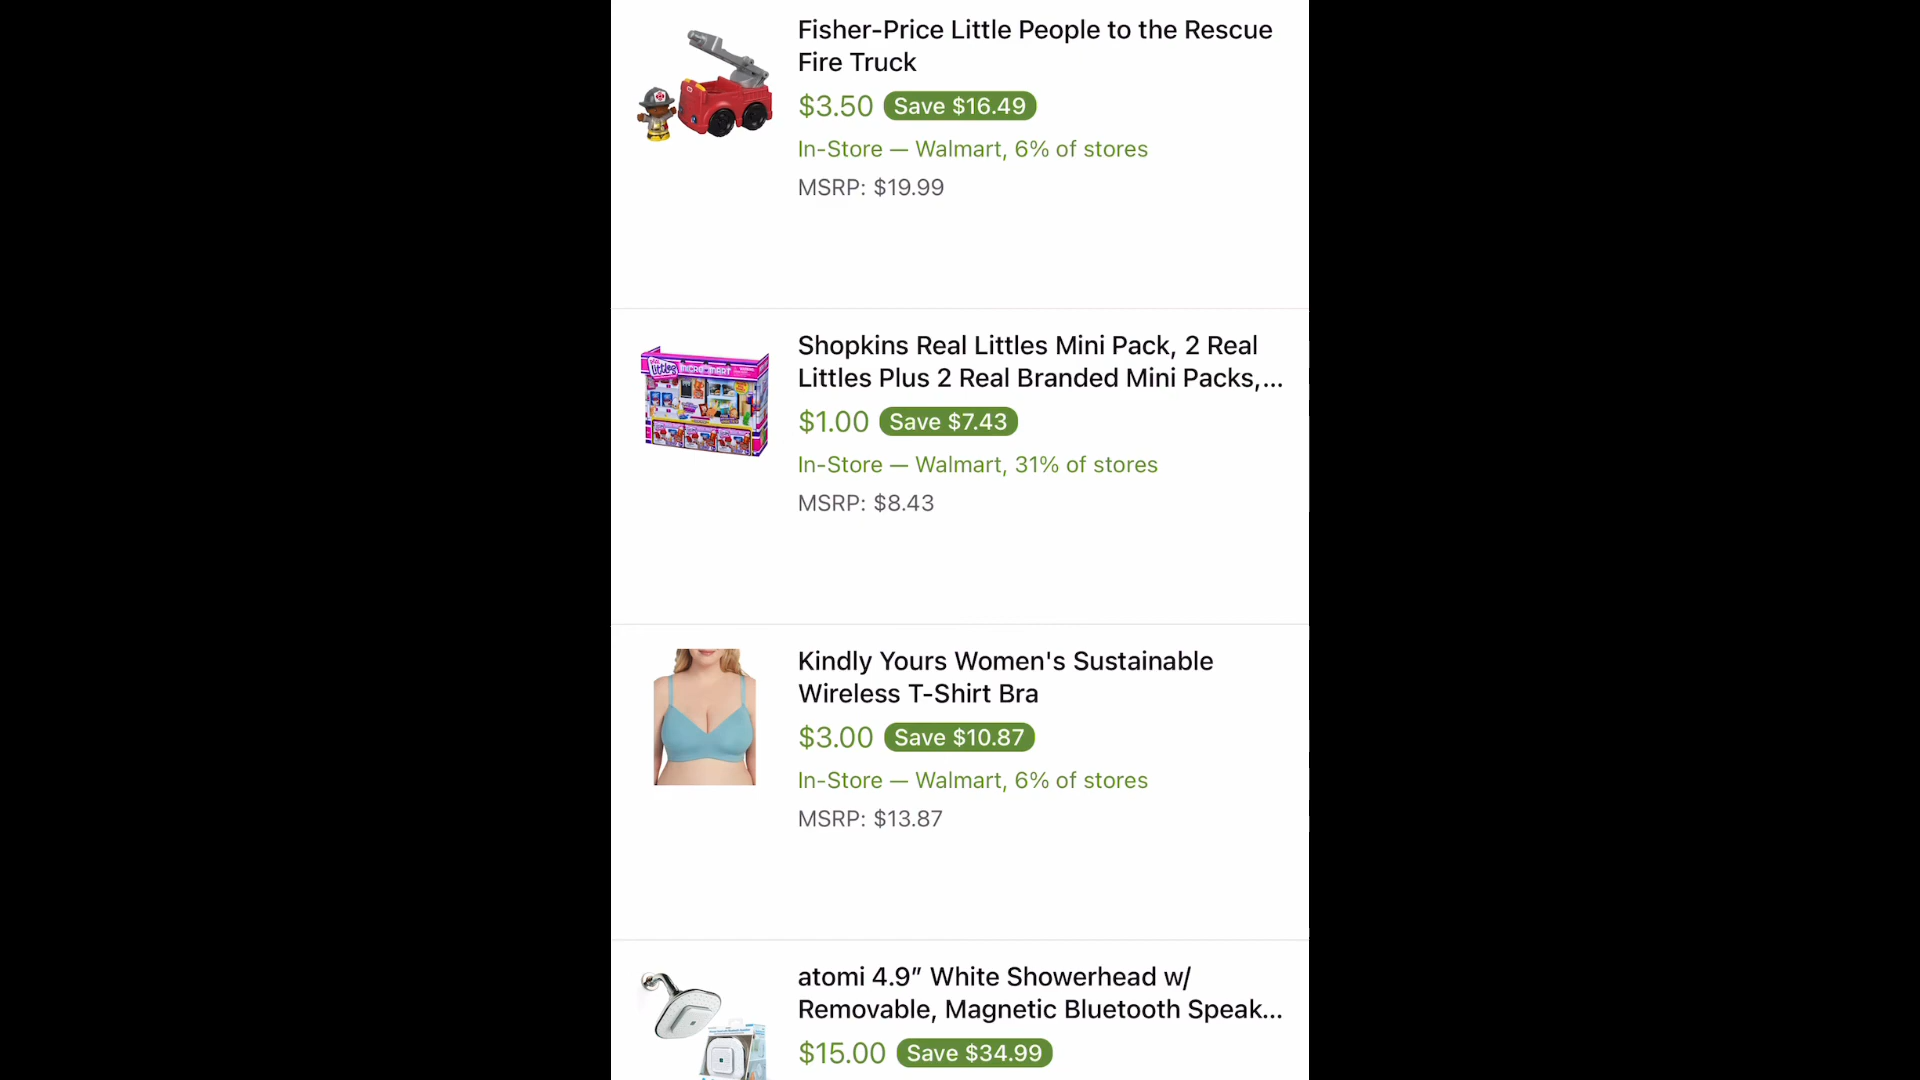 Fisher-Price Little People to the Rescue
Fire Truck
$3.50 Save $16.49
In-Store — Walmart, 6% of stores
MSRP: $19.99
Shopkins Real Littles Mini Pack, 2 Real
Littles Plus 2 Real Branded Mini Packs,...
$1.00 Save $7.43
In-Store — Walmart, 31% of stores
MSRP: $8.43
littles MICRO MART
Kindly Yours Women's Sustainable
Wireless T-Shirt Bra
$3.00 Save $10.87
In-Store — Walmart, 6% of stores
MSRP: $13.87
atomi 4.9” White Showerhead w/
Removable, Magnetic Bluetooth Speak...
$15.00 Save $34.99